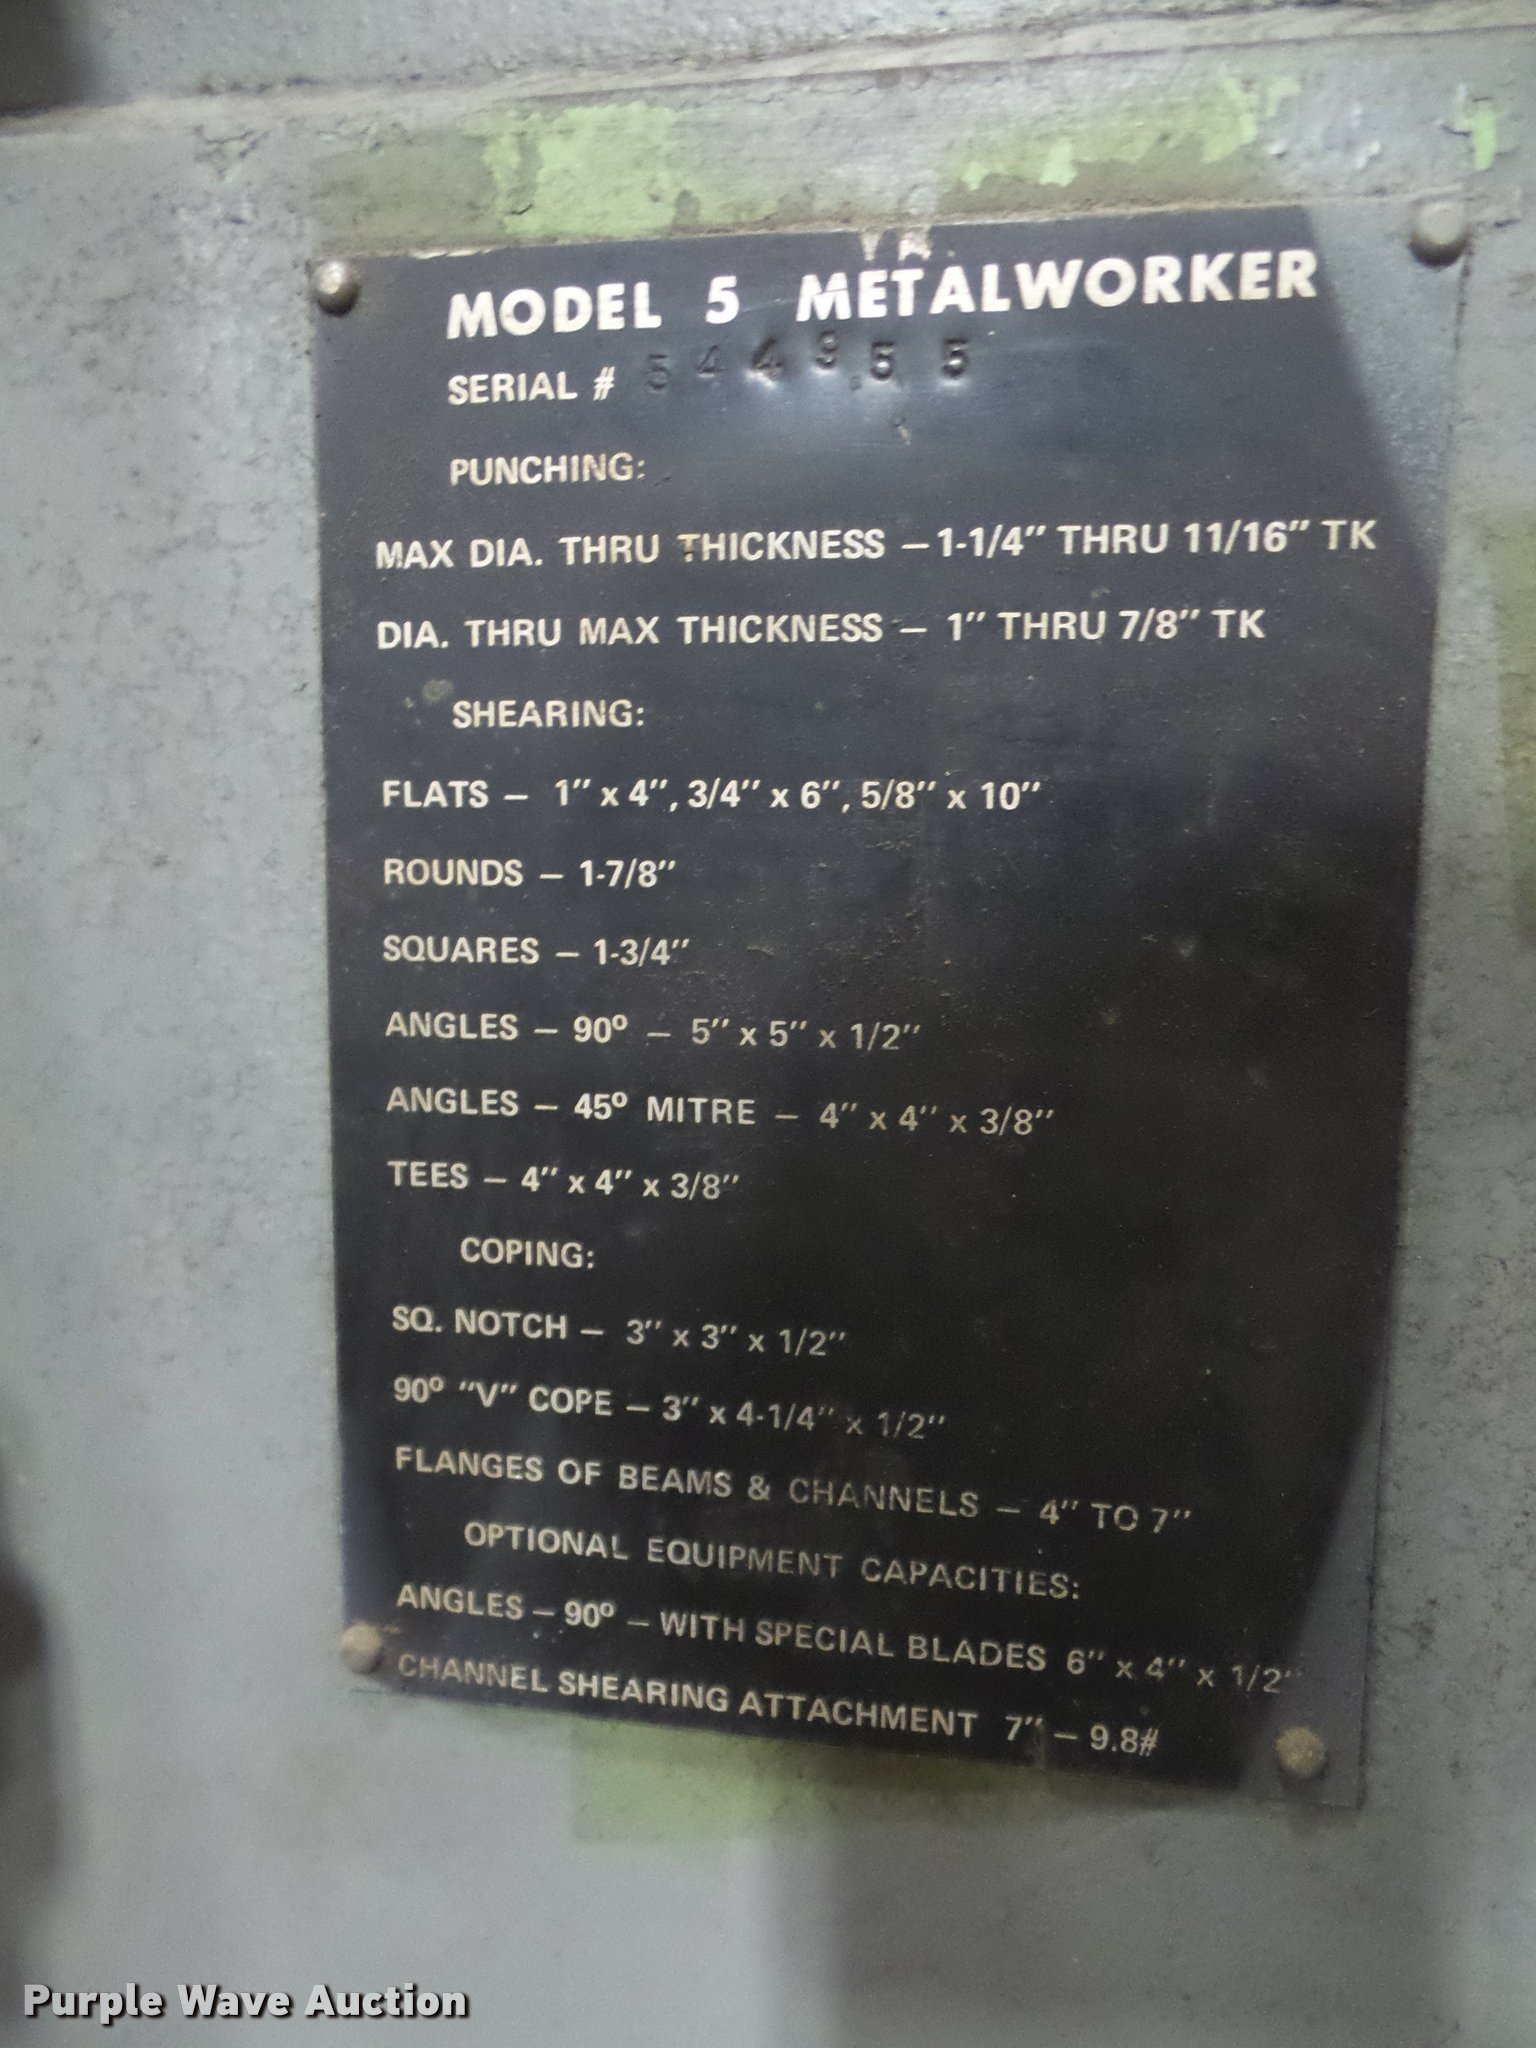 MODEL 5 METALWORKER
SERIAL # 544955
PUNCHING:
MAX DIA. THRU THICKNESS – 1-1/4" THRU 11/16" TK
DIA. THRU MAX THICKNESS – 1" THRU 7/8" TK
SHEARING:
FLATS – 1" x 4", 3/4" x 6", 5/8" x 10"
ROUNDS – 1-7/8"
SQUARES – 1-3/4"
ANGLES – 90º – 5" x 5" x 1/2"
ANGLES – 45º MITRE – 4" x 4" x 3/8"
TEES – 4" x 4" x 3/8"
COPING:
SQ. NOTCH – 3" x 3" x 1/2"
90º "V" COPE – 3" x 4-1/4" x 1/2"
FLANGES OF BEAMS & CHANNELS – 4" TO 7"
OPTIONAL EQUIPMENT CAPACITIES:
ANGLES – 90º – WITH SPECIAL BLADES 6" x 4" x 1/2"
CHANNEL SHEARING ATTACHMENT 7" – 9.8#
Purple Wave Auction